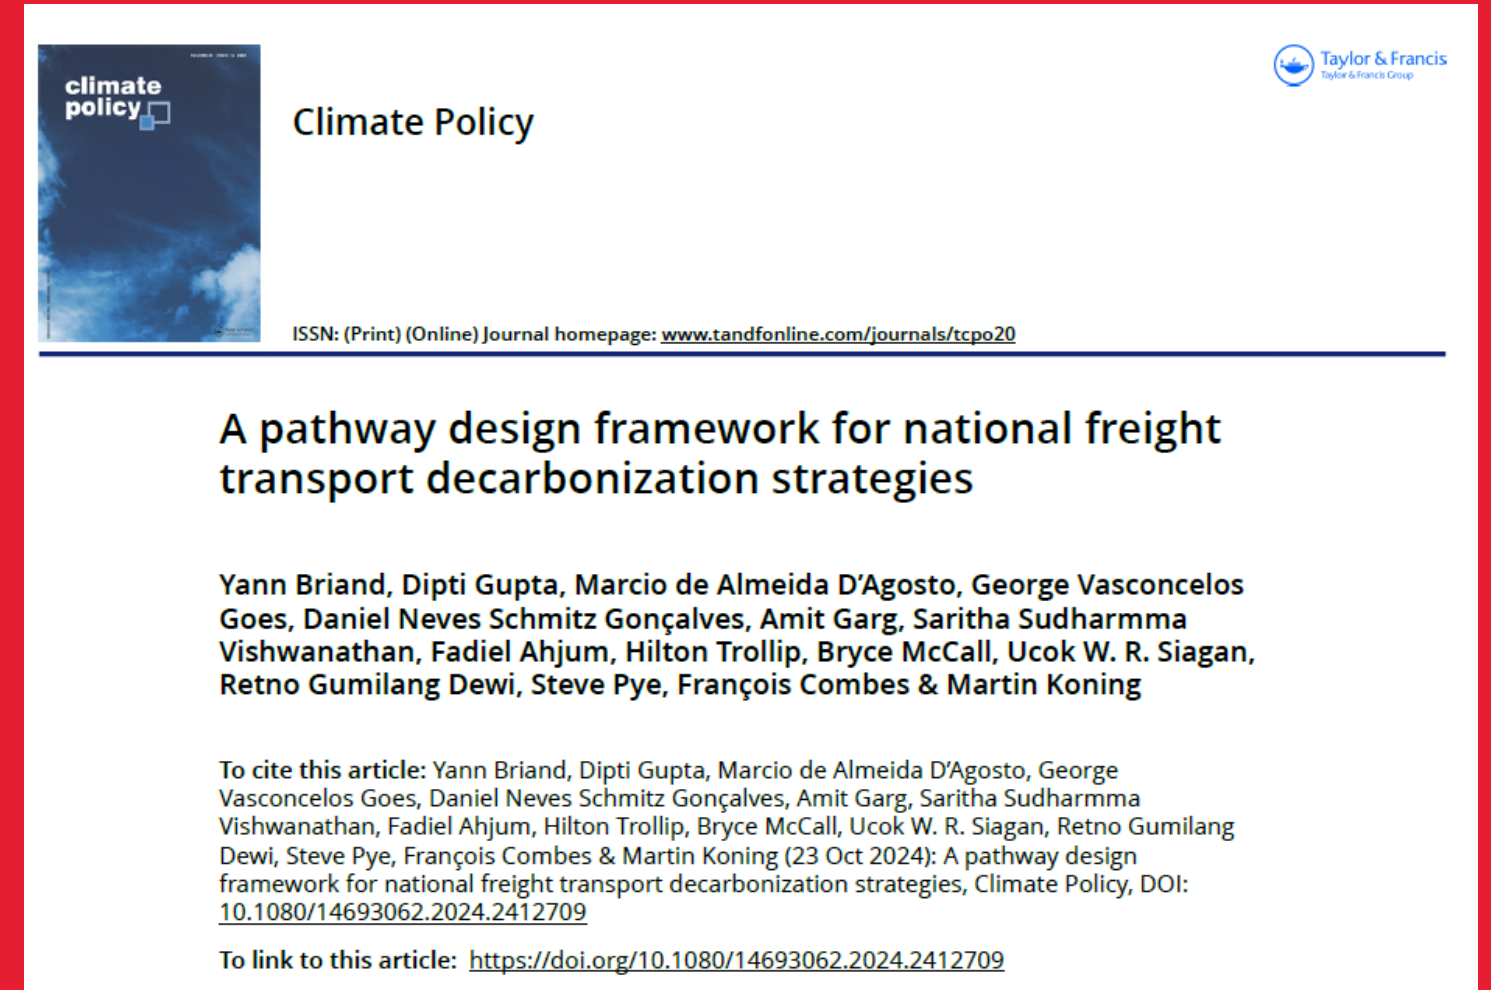 climate
policy
Taylor & Francis
Taylor & Francis Group
Climate Policy
ISSN: (Print) (Online) Journal homepage: www.tandfonline.com/journals/tcpo20
A pathway design framework for national freight
transport decarbonization strategies
Yann Briand, Dipti Gupta, Marcio de Almeida D’Agosto, George Vasconcelos
Goes, Daniel Neves Schmitz Gonçalves, Amit Garg, Saritha Sudharmma
Vishwanathan, Fadiel Ahjum, Hilton Trollip, Bryce McCall, Ucok W. R. Siagan,
Retno Gumilang Dewi, Steve Pye, François Combes & Martin Koning
To cite this article: Yann Briand, Dipti Gupta, Marcio de Almeida D’Agosto, George
Vasconcelos Goes, Daniel Neves Schmitz Gonçalves, Amit Garg, Saritha Sudharmma
Vishwanathan, Fadiel Ahjum, Hilton Trollip, Bryce McCall, Ucok W. R. Siagan, Retno Gumilang
Dewi, Steve Pye, François Combes & Martin Koning (23 Oct 2024): A pathway design
framework for national freight transport decarbonization strategies, Climate Policy, DOI:
10.1080/14693062.2024.2412709
To link to this article: https://doi.org/10.1080/14693062.2024.2412709